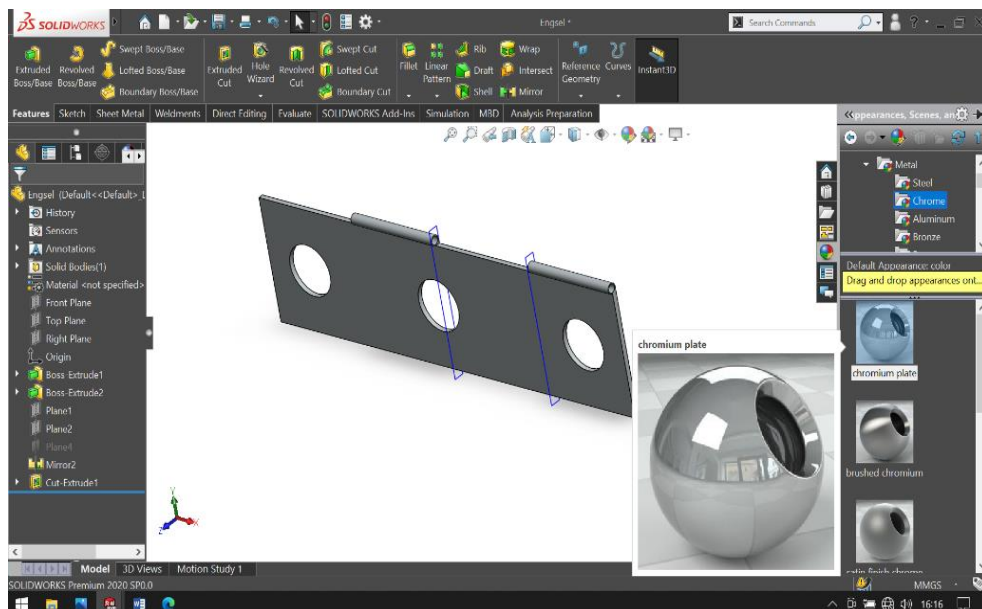 SOLIDWORKS
Engsel *
Search Commands
Extruded Boss/Base
Revolved Boss/Base
Swept Boss/Base
Lofted Boss/Base
Boundary Boss/Base
Extruded Cut
Hole Wizard
Revolved Cut
Swept Cut
Lofted Cut
Boundary Cut
Fillet
Linear Pattern
Rib
Draft
Shell
Wrap
Intersect
Mirror
Reference Geometry
Curves
Instant3D
Features Sketch Sheet Metal Weldments Direct Editing Evaluate SOLIDWORKS Add-Ins Simulation MBD Analysis Preparation
Engsel (Default<<Default>_
History
Sensors
Annotations
Solid Bodies(1)
Material <not specified>
Front Plane
Top Plane
Right Plane
Origin
Boss-Extrude1
Boss-Extrude2
Plane1
Plane2
Plane4
Mirror2
Cut-Extrude1
Y
X
Z
chromium plate
Appearances, Scenes, an
Metal
Steel
Chrome
Aluminum
Bronze
Default Appearance: color
Drag and drop appearances ont...
chromium plate
brushed chromium
satin finish chrome
Model 3D Views Motion Study 1
SOLIDWORKS Premium 2020 SP0.0
MMGS
16:16